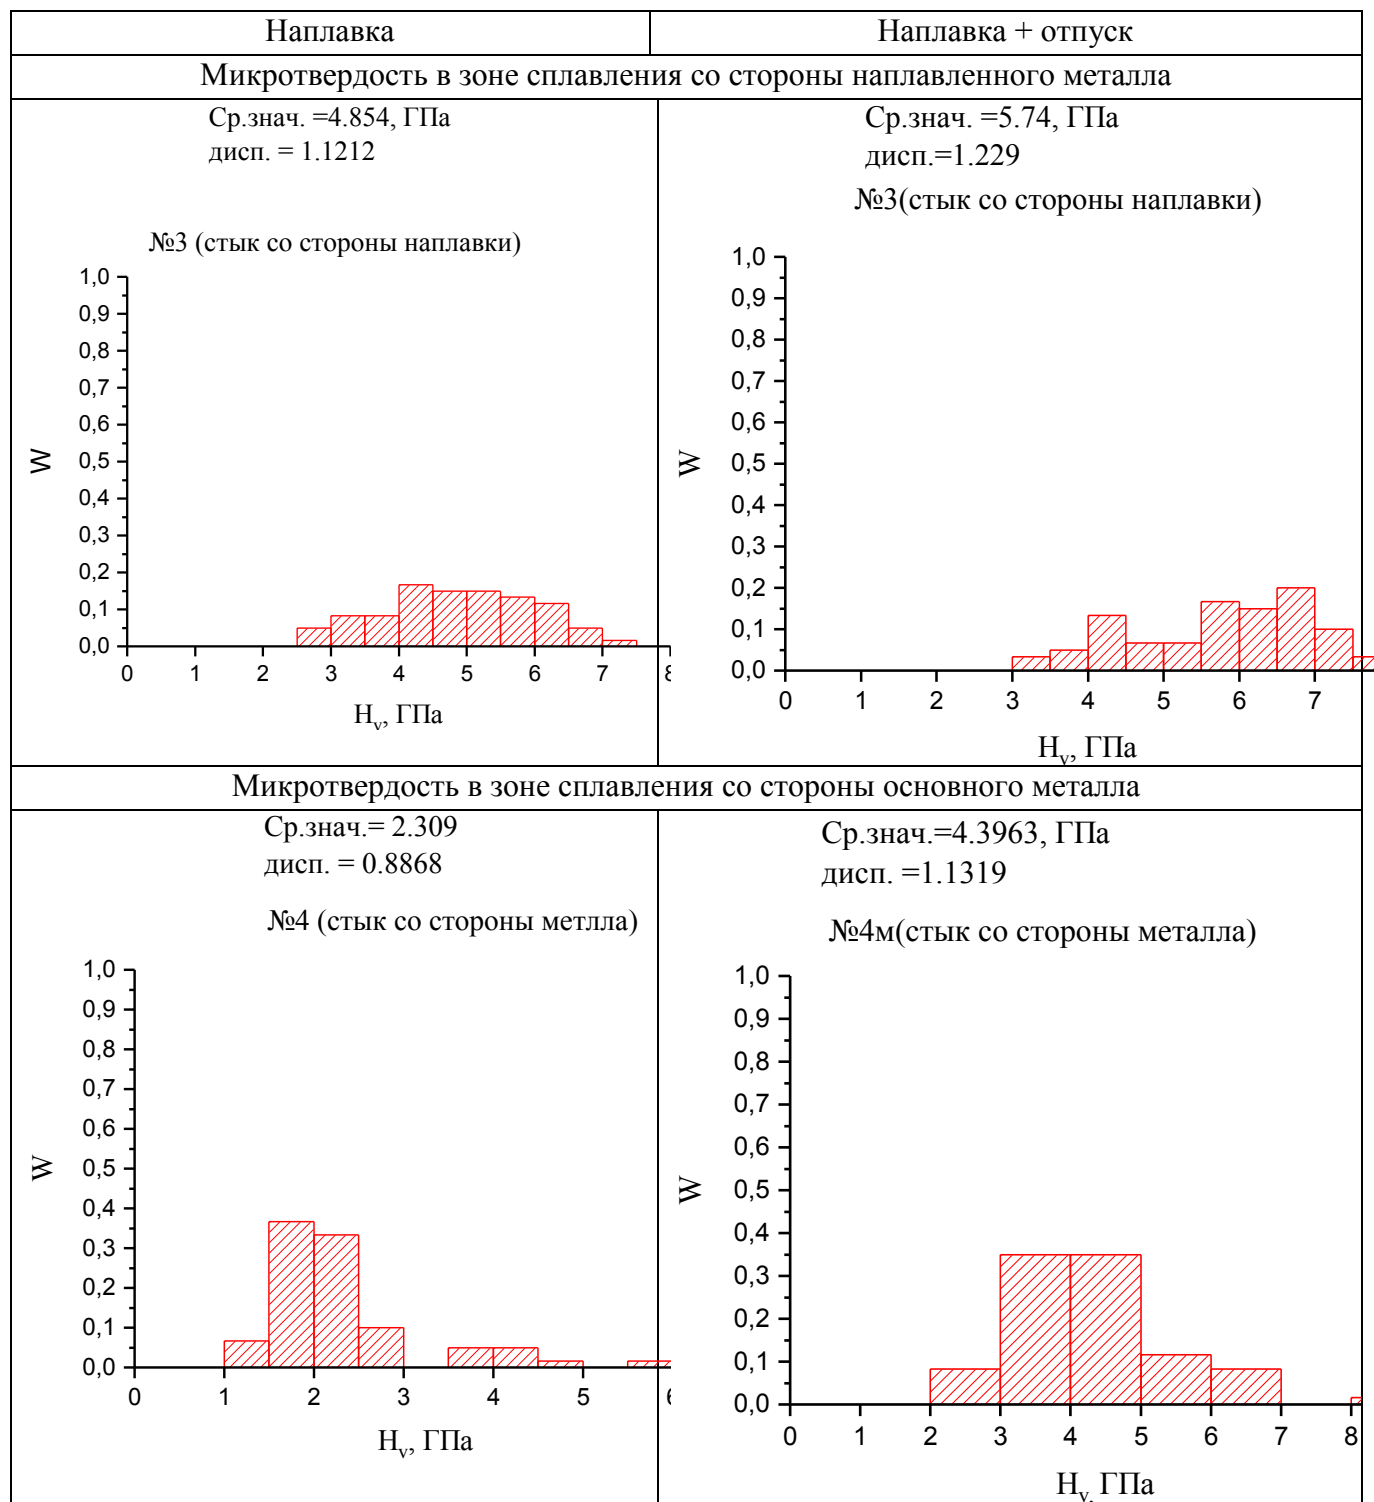 Наплавка
Наплавка + отпуск
Микротвердость в зоне сплавления со стороны наплавленного металла
Ср.знач. =4.854, ГПа
дисп. = 1.1212
№3 (стык со стороны наплавки)
1,0
0,9
0,8
0,7
0,6
0,5
0,4
0,3
0,2
0,1
0,0
W
0 1 2 3 4 5 6 7 8
Hv, ГПа
Ср.знач. =5.74, ГПа
дисп.=1.229
№3(стык со стороны наплавки)
1,0
0,9
0,8
0,7
0,6
0,5
0,4
0,3
0,2
0,1
0,0
W
0 1 2 3 4 5 6 7
Hv, ГПа
Микротвердость в зоне сплавления со стороны основного металла
Ср.знач.= 2.309
дисп. = 0.8868
№4 (стык со стороны метлла)
1,0
0,9
0,8
0,7
0,6
0,5
0,4
0,3
0,2
0,1
0,0
W
0 1 2 3 4 5 6
Hv, ГПа
Ср.знач.=4.3963, ГПа
дисп. =1.1319
№4м(стык со стороны металла)
1,0
0,9
0,8
0,7
0,6
0,5
0,4
0,3
0,2
0,1
0,0
W
0 1 2 3 4 5 6 7 8
Hv, ГПа